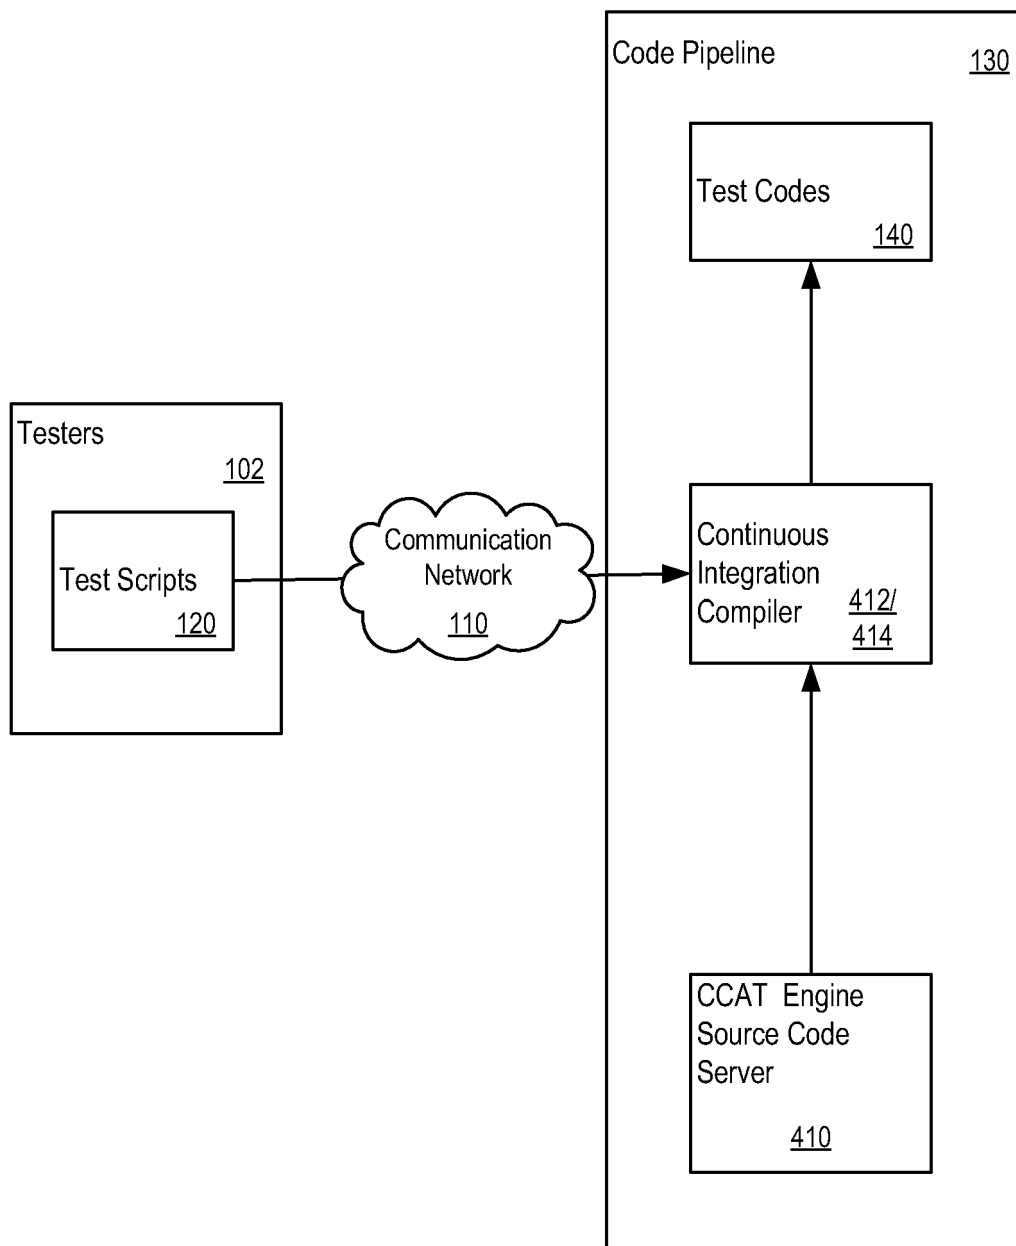 Code Pipeline
130
Test Codes
140
Testers
102
Test Scripts
120
Communication
Network
110
Continuous
Integration
Compiler
412/
414
CCAT Engine
Source Code
Server
410